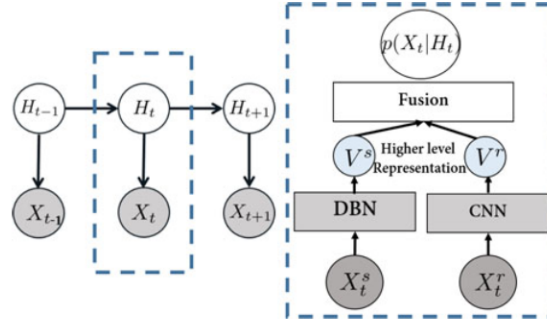 H_{t-1}
H_t
H_{t+1}
X_{t-1}
X_t
X_{t+1}
p(X_t|H_t)
Fusion
V^s
Higher level
Representation
V^r
DBN
CNN
X_t^s
X_t^r